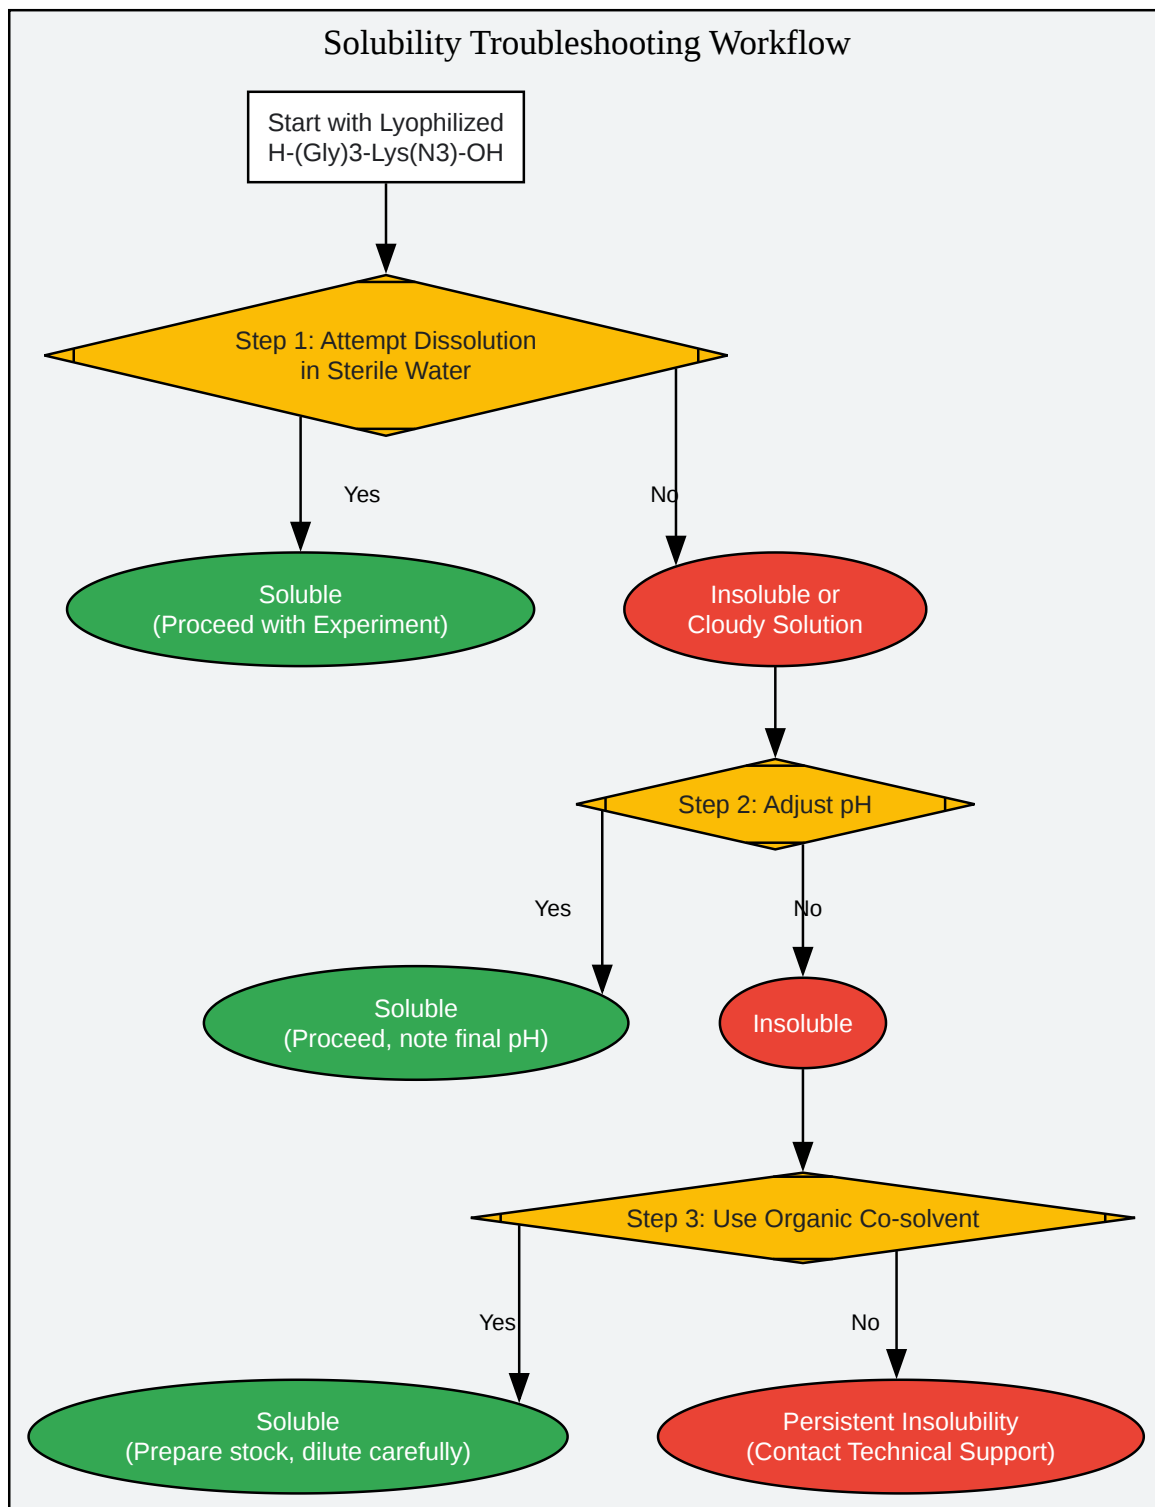 Solubility Troubleshooting Workflow
Start with Lyophilized
H-(Gly)3-Lys(N3)-OH
Step 1: Attempt Dissolution
in Sterile Water
Yes
No
Soluble
(Proceed with Experiment)
Insoluble or
Cloudy Solution
Step 2: Adjust pH
Yes
No
Soluble
(Proceed, note final pH)
Insoluble
Step 3: Use Organic Co-solvent
Yes
No
Soluble
(Prepare stock, dilute carefully)
Persistent Insolubility
(Contact Technical Support)